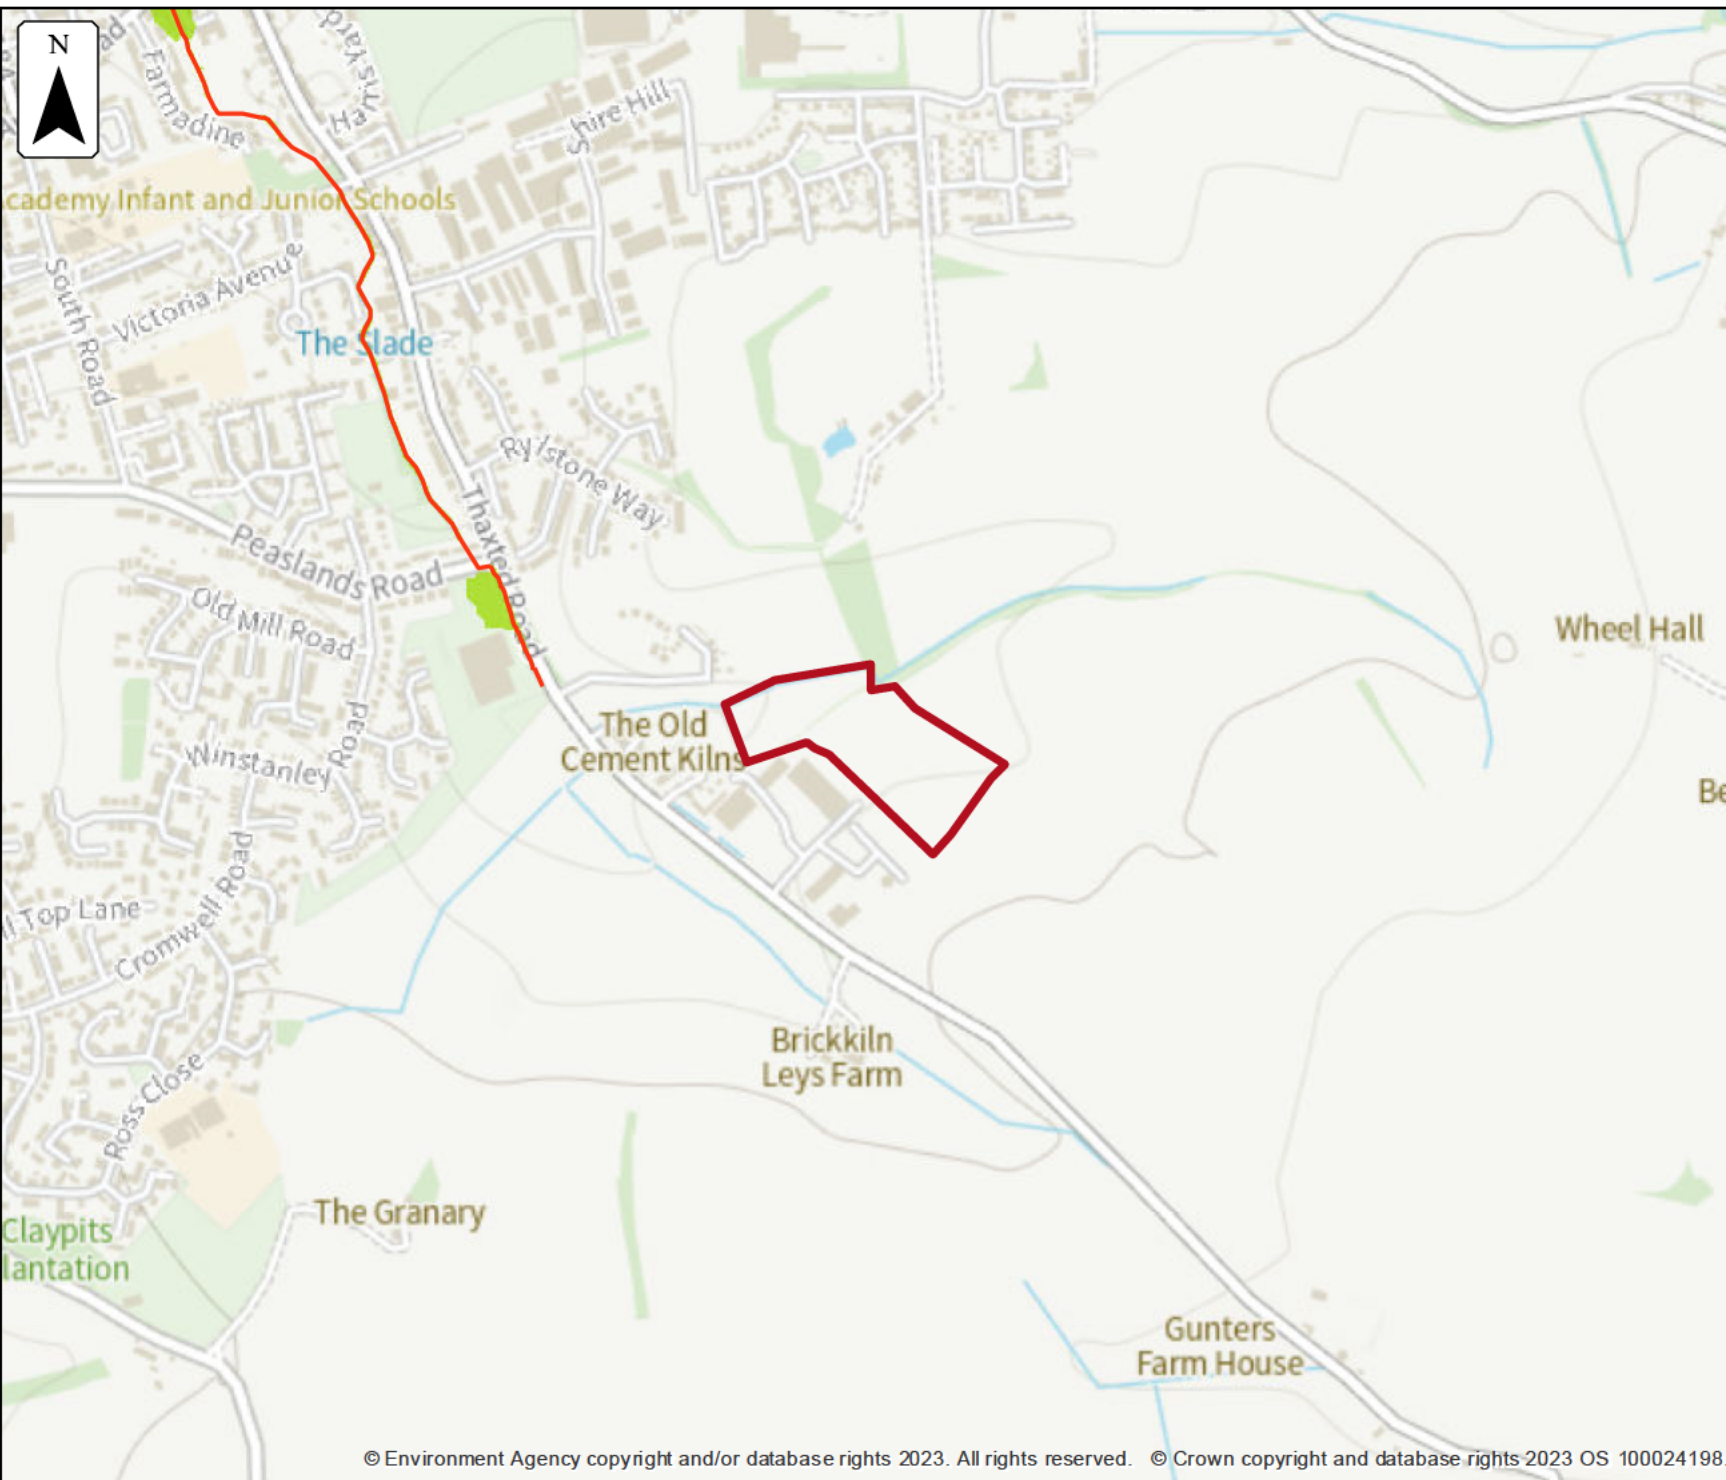 N
Farmadine
Harris Yard
Shire Hill
cademy Infant and Junior Schools
South Road
Victoria Avenue
The Slade
Rylstone Way
Thaxted Road
Peaslands Road
Old Mill Road
Wheel Hall
The Old
Cement Kilns
Winstanley
Road
Be
ll Top Lane
Cromwell Road
Brickkiln
Leys Farm
Ross Close
The Granary
Claypits
lantation
Gunters
Farm House
© Environment Agency copyright and/or database rights 2023. All rights reserved. © Crown copyright and database rights 2023 OS 100024198.